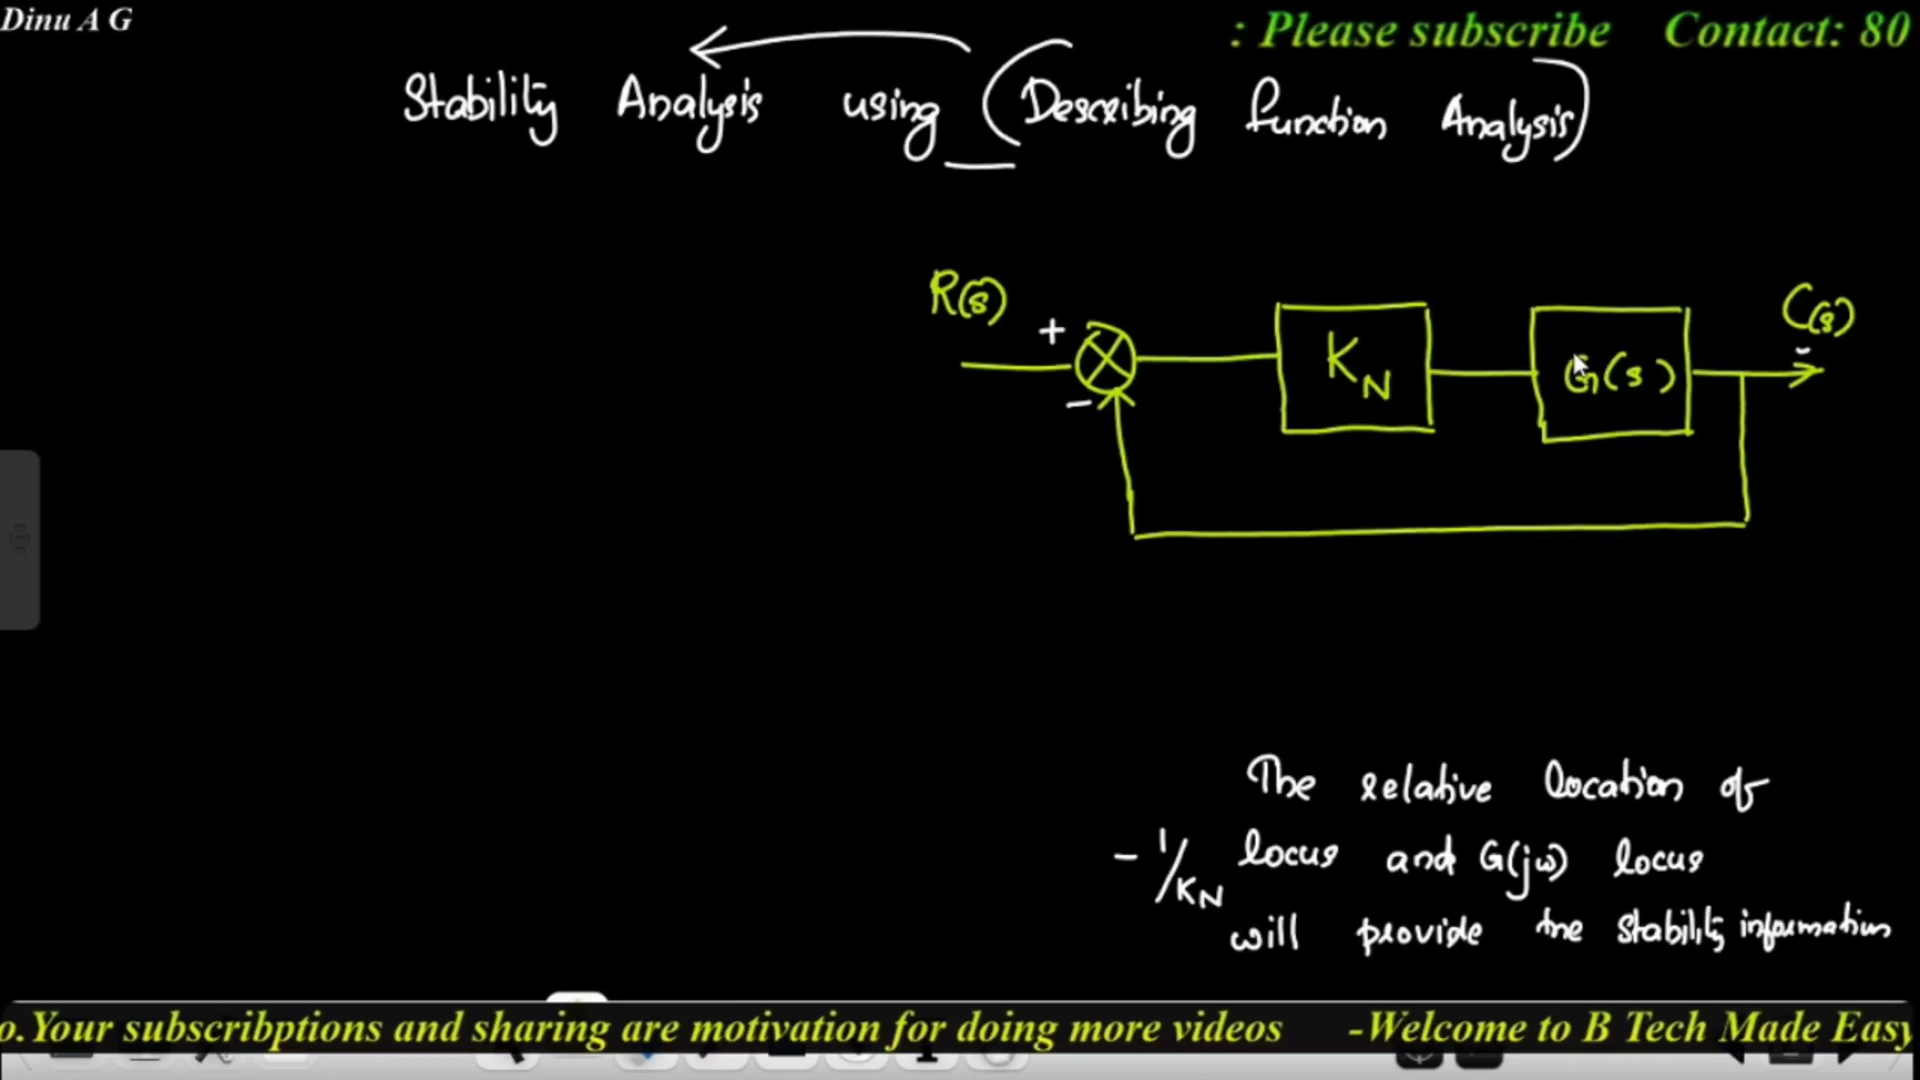 Dinu A G
: Please subscribe Contact: 80
Stability Analysis using (Describing function Analysis)
R(s)
C(s)
+
-
KN
G(s)
The relative location of
- 1/KN locus and G(jω) locus
will provide the stability information
o.Your subscribptions and sharing are motivation for doing more videos -Welcome to B Tech Made Easy